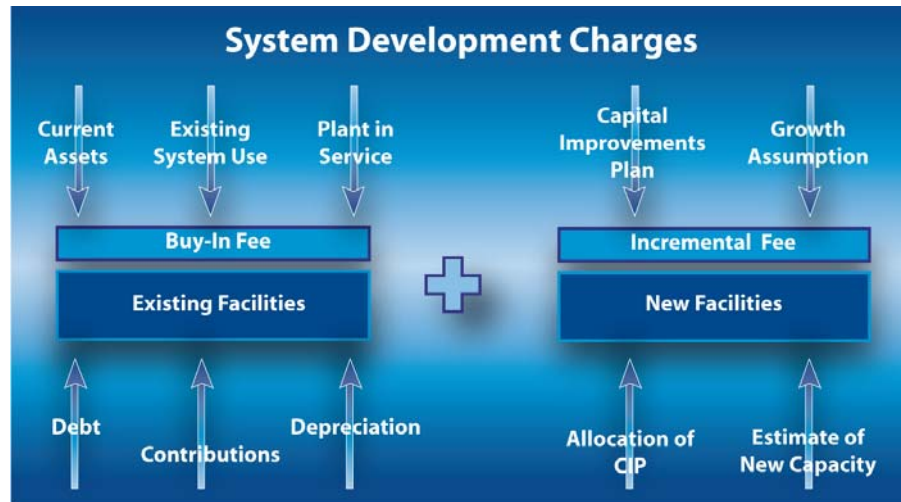 System Development Charges
Current
Assets
Existing
System Use
Plant in
Service
Capital
Improvements
Plan
Growth
Assumption
Buy-In Fee
Incremental Fee
Existing Facilities
New Facilities
Debt
Contributions
Depreciation
Allocation of
CIP
Estimate of
New Capacity